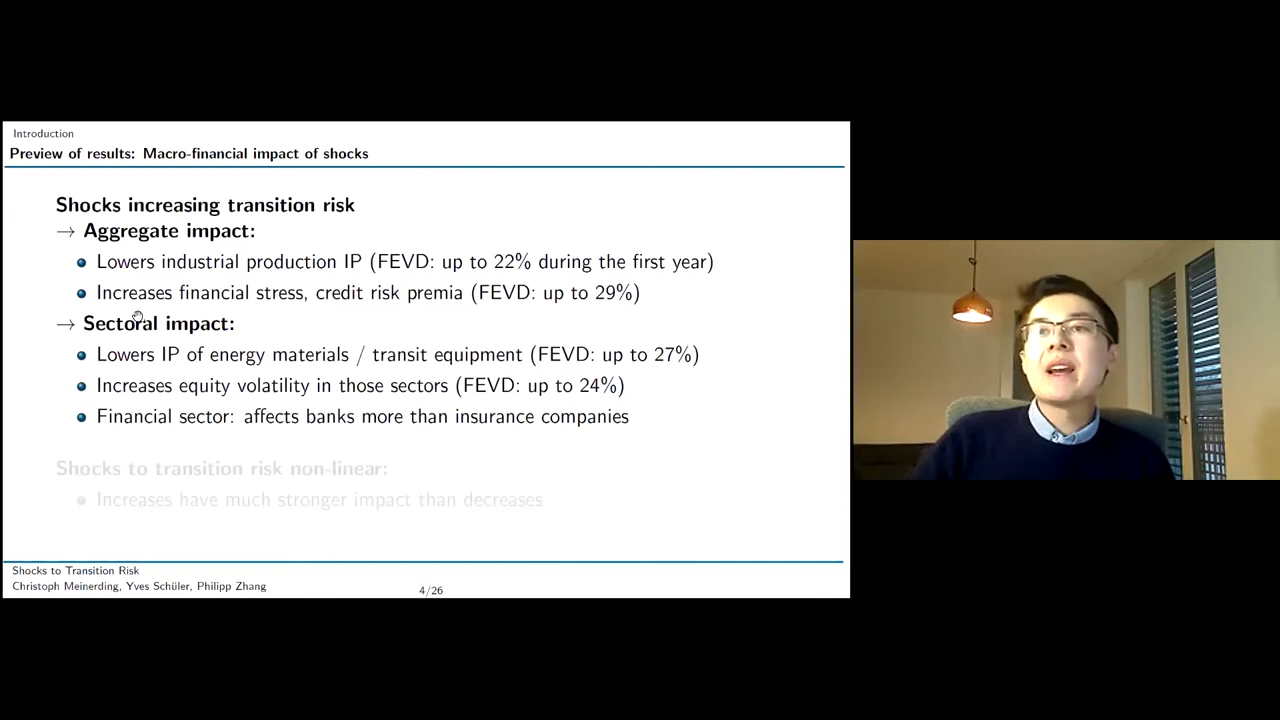 Introduction
Preview of results: Macro-financial impact of shocks
Shocks increasing transition risk
→ Aggregate impact:
Lowers industrial production IP (FEVD: up to 22% during the first year)
Increases financial stress, credit risk premia (FEVD: up to 29%)
→ Sectoral impact:
Lowers IP of energy materials / transit equipment (FEVD: up to 27%)
Increases equity volatility in those sectors (FEVD: up to 24%)
Financial sector: affects banks more than insurance companies
Shocks to transition risk non-linear:
Increases have much stronger impact than decreases
Shocks to Transition Risk
Christoph Meinerding, Yves Schüler, Philipp Zhang
4/26